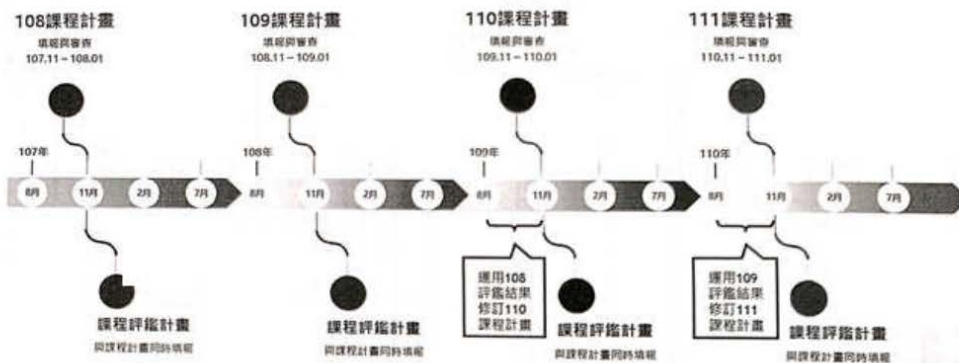 108課程計畫
填報與審查
107.11－108.01
109課程計畫
填報與審查
108.11－109.01
110課程計畫
填報與審查
109.11－110.01
111課程計畫
填報與審查
110.11－111.01
107年
108年
109年
110年
8月
11月
2月
7月
8月
11月
2月
7月
8月
11月
2月
7月
8月
11月
2月
7月
運用108
評鑑結果
修訂110
課程計畫
運用109
評鑑結果
修訂111
課程計畫
課程評鑑計畫
與課程計畫同時填報
課程評鑑計畫
與課程計畫同時填報
課程評鑑計畫
與課程計畫同時填報
課程評鑑計畫
與課程計畫同時填報